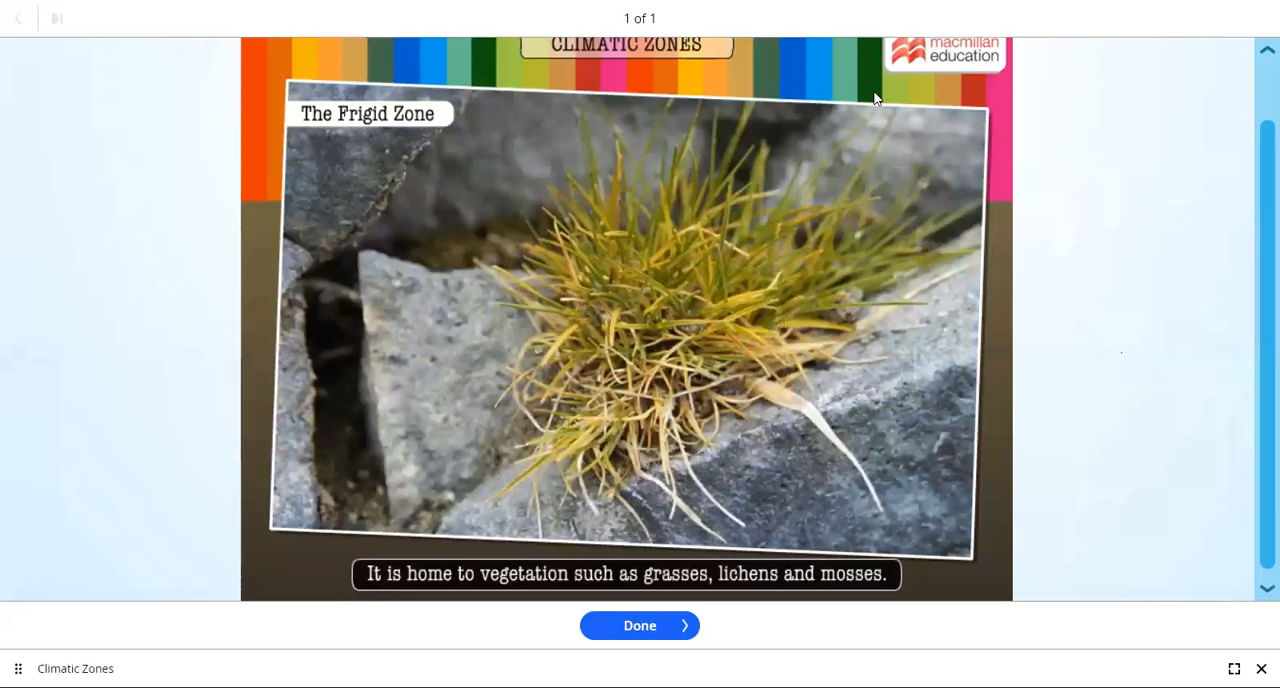 1 of 1
CLIMATIC ZONES
macmillan
education
The Frigid Zone
It is home to vegetation such as grasses, lichens and mosses.
Done
Climatic Zones